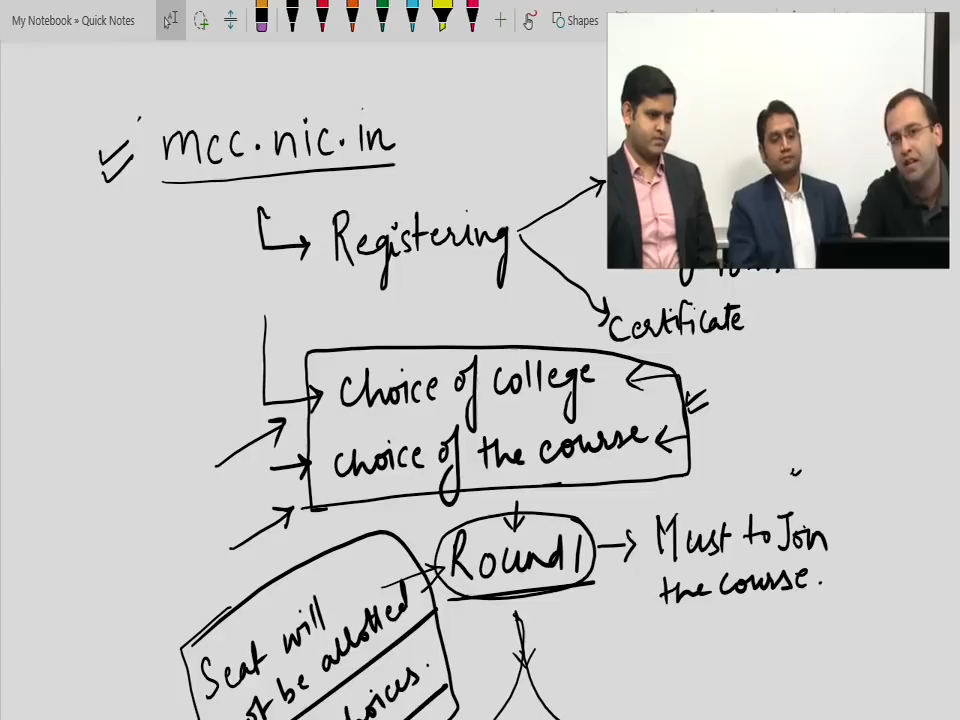 My Notebook » Quick Notes
Shapes
mcc.nic.in
Registering
Certificate
Choice of college
choice of the course
Round 1
Must to Join
the course.
Seat will
be allotted